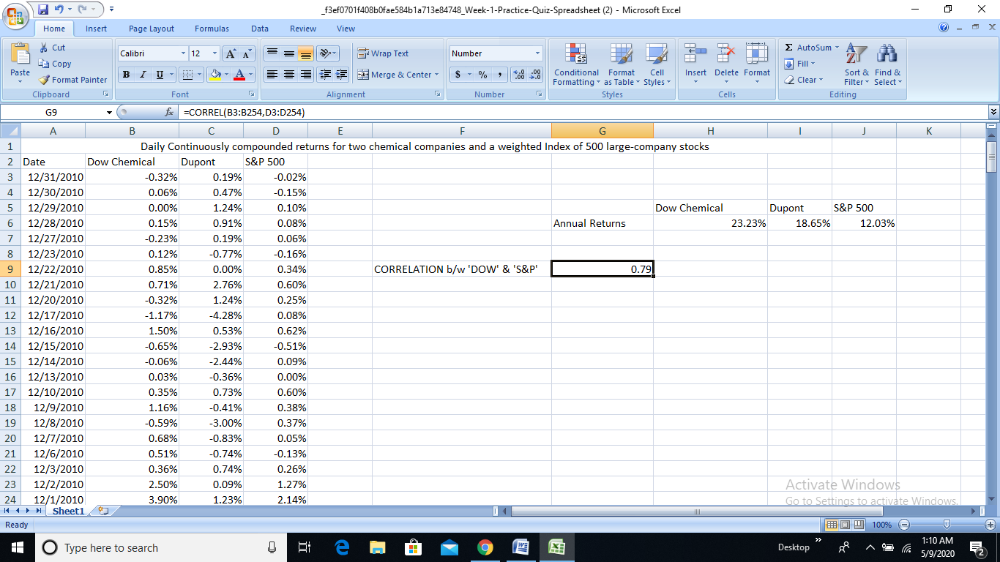 _f3ef0701f408b0fae584b1a713e84748_Week-1-Practice-Quiz-Spreadsheet (2) - Microsoft Excel
Home Insert Page Layout Formulas Data Review View
Paste
Cut
Copy
Format Painter
Clipboard
Calibri 12
B I U
Font
Wrap Text
Merge & Center
Alignment
Number
$ % ,
Number
Conditional Formatting
Format as Table
Cell Styles
Styles
Insert Delete Format
Cells
Σ AutoSum
Fill
Clear
Sort & Filter
Find & Select
Editing
G9 fx =CORREL(B3:B254,D3:D254)
A B C D E F G H I J K
1 Daily Continuously compounded returns for two chemical companies and a weighted Index of 500 large-company stocks
2 Date Dow Chemical Dupont S&P 500
3 12/31/2010 -0.32% 0.19% -0.02%
4 12/30/2010 0.06% 0.47% -0.15%
5 12/29/2010 0.00% 1.24% 0.10% Dow Chemical Dupont S&P 500
6 12/28/2010 0.15% 0.91% 0.08% Annual Returns 23.23% 18.65% 12.03%
7 12/27/2010 -0.23% 0.19% 0.06%
8 12/23/2010 0.12% -0.77% -0.16%
9 12/22/2010 0.85% 0.00% 0.34% CORRELATION b/w 'DOW' & 'S&P' 0.79
10 12/21/2010 0.71% 2.76% 0.60%
11 12/20/2010 -0.32% 1.24% 0.25%
12 12/17/2010 -1.17% -4.28% 0.08%
13 12/16/2010 1.50% 0.53% 0.62%
14 12/15/2010 -0.65% -2.93% -0.51%
15 12/14/2010 -0.06% -2.44% 0.09%
16 12/13/2010 0.03% -0.36% 0.00%
17 12/10/2010 0.35% 0.73% 0.60%
18 12/9/2010 1.16% -0.41% 0.38%
19 12/8/2010 -0.59% -3.00% 0.37%
20 12/7/2010 0.68% -0.83% 0.05%
21 12/6/2010 0.51% -0.74% -0.13%
22 12/3/2010 0.36% 0.74% 0.26%
23 12/2/2010 2.50% 0.09% 1.27%
24 12/1/2010 3.90% 1.23% 2.14%
Activate Windows
Go to Settings to activate Windows.
Sheet1
Ready 100%
Type here to search
Desktop
1:10 AM
5/9/2020
2